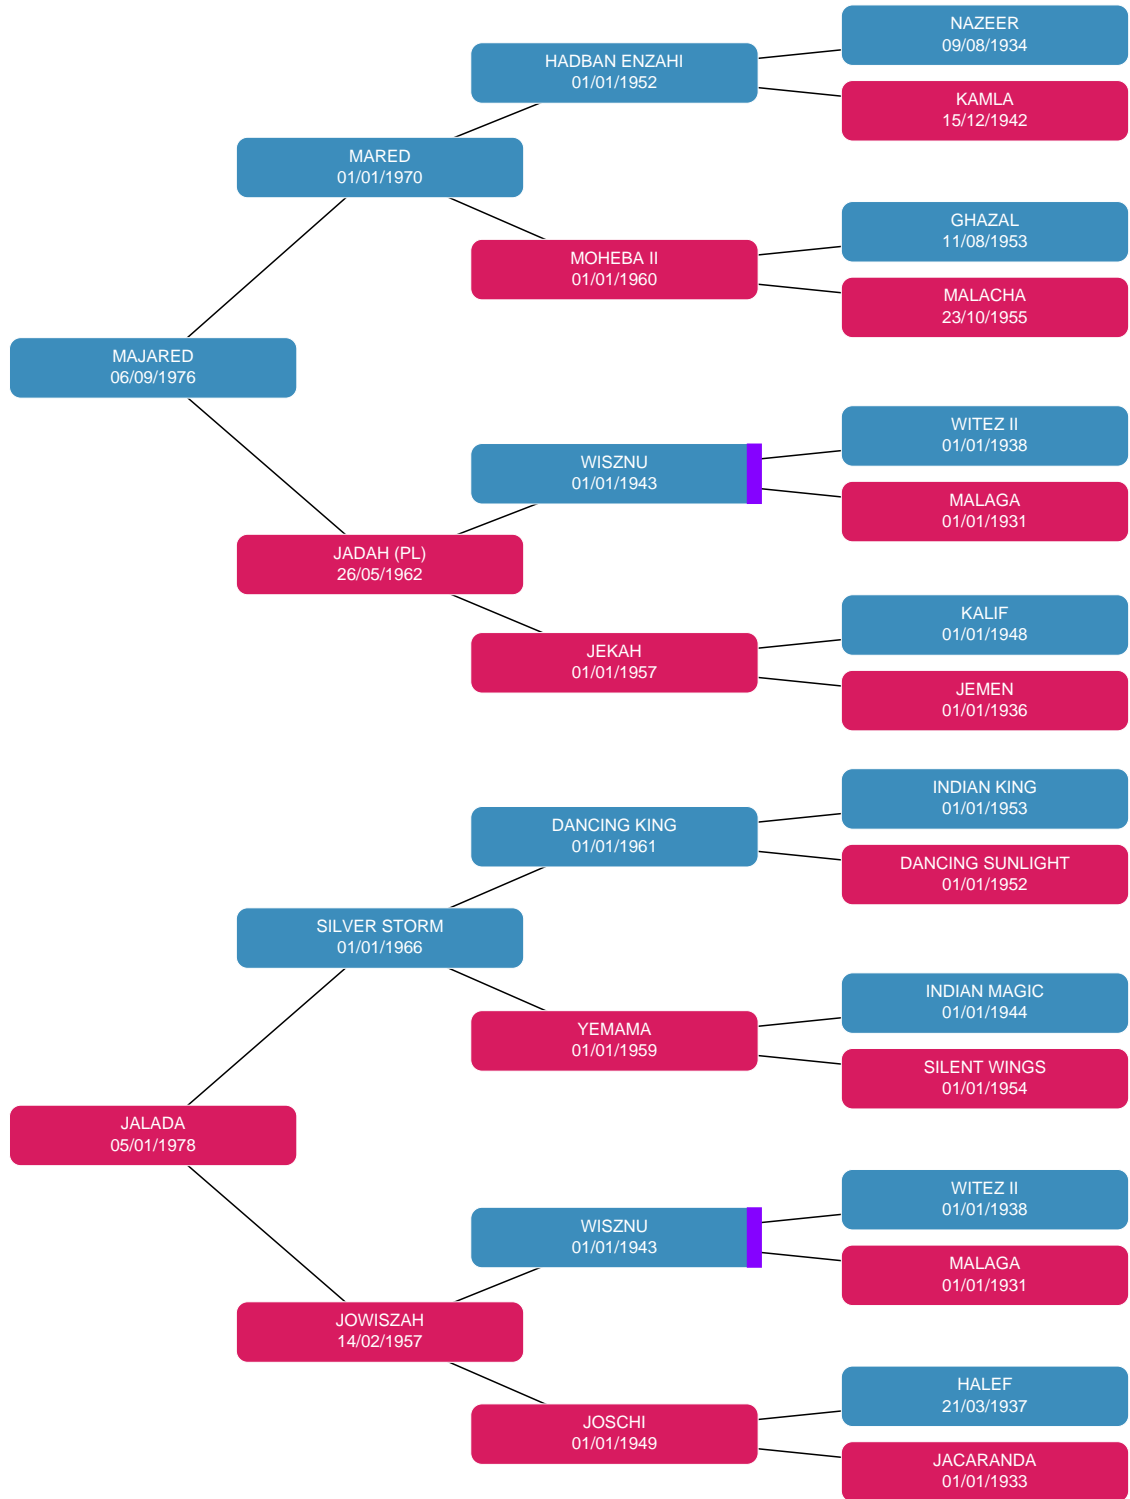 NAZEER
09/08/1934
HADBAN ENZAHI
01/01/1952
KAMLA
15/12/1942
MARED
01/01/1970
GHAZAL
11/08/1953
MOHEBA II
01/01/1960
MALACHA
23/10/1955
MAJARED
06/09/1976
WITEZ II
01/01/1938
WISZNU
01/01/1943
MALAGA
01/01/1931
JADAH (PL)
26/05/1962
KALIF
01/01/1948
JEKAH
01/01/1957
JEMEN
01/01/1936
INDIAN KING
01/01/1953
DANCING KING
01/01/1961
DANCING SUNLIGHT
01/01/1952
SILVER STORM
01/01/1966
INDIAN MAGIC
01/01/1944
YEMAMA
01/01/1959
SILENT WINGS
01/01/1954
JALADA
05/01/1978
WITEZ II
01/01/1938
WISZNU
01/01/1943
MALAGA
01/01/1931
JOWISZAH
14/02/1957
HALEF
21/03/1937
JOSCHI
01/01/1949
JACARANDA
01/01/1933